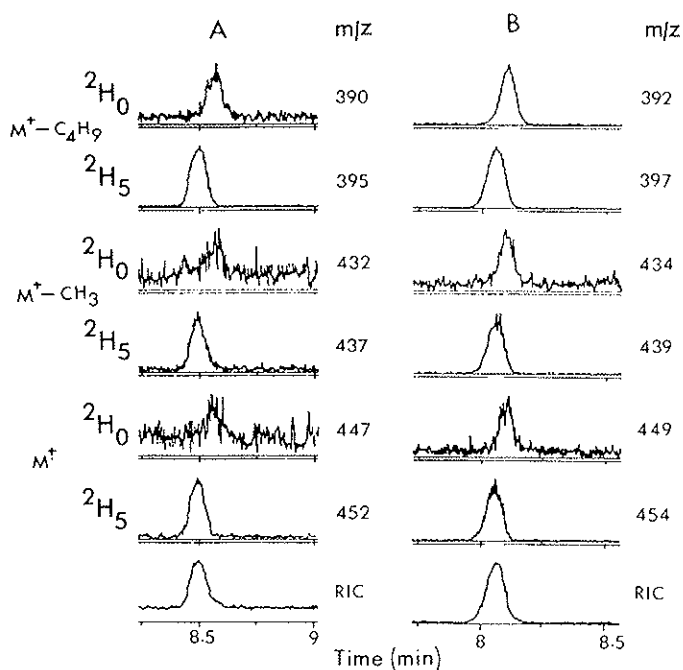 A m/z B m/z
²H₀ 390 392
M⁺–C₄H₉
²H₅ 395 397
²H₀ 432 434
M⁺–CH₃
²H₅ 437 439
²H₀ 447 449
M⁺
²H₅ 452 454
RIC RIC
8.5 9 8 8.5
Time (min)